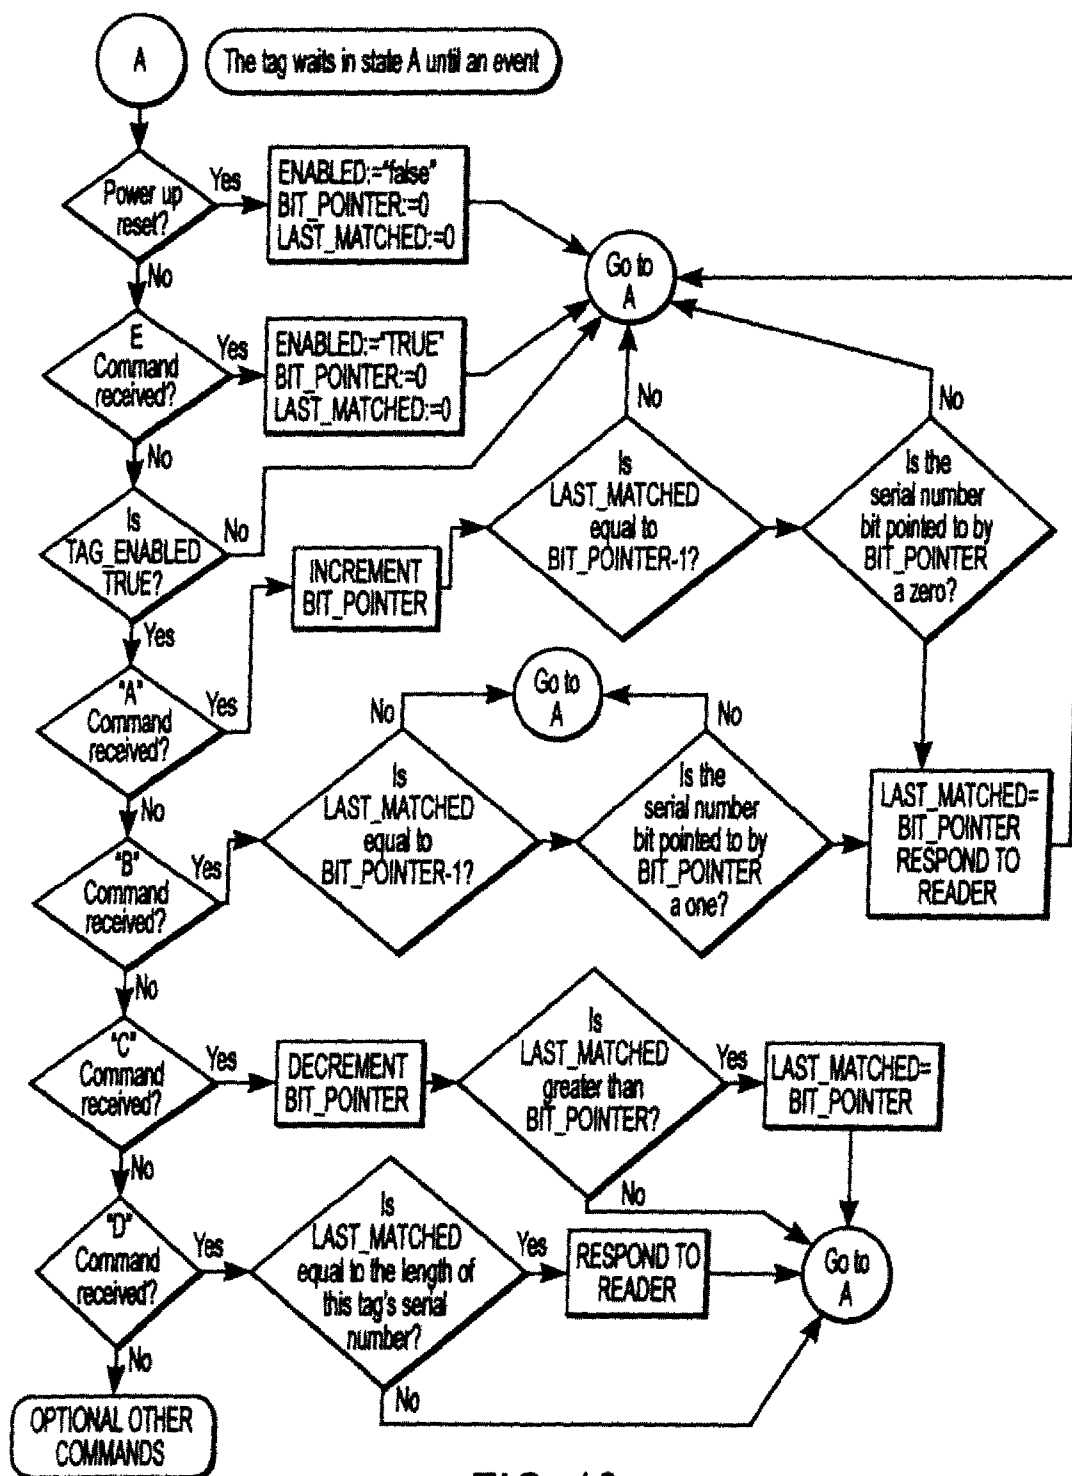 A
The tag waits in state A until an event
Power up
reset?
Yes
ENABLED:="false"
BIT_POINTER:=0
LAST_MATCHED:=0
No
Go to
A
E
Command
received?
Yes
ENABLED:="TRUE"
BIT_POINTER:=0
LAST_MATCHED:=0
No
Is
TAG_ENABLED
TRUE?
No
Yes
"A"
Command
received?
Yes
INCREMENT
BIT_POINTER
Is
LAST_MATCHED
equal to
BIT_POINTER-1?
No
Is the
serial number
bit pointed to by
BIT_POINTER
a zero?
No
No
"B"
Command
received?
Yes
Is
LAST_MATCHED
equal to
BIT_POINTER-1?
No
Go to
A
Is the
serial number
bit pointed to by
BIT_POINTER
a one?
No
LAST_MATCHED=
BIT_POINTER
RESPOND TO
READER
No
"C"
Command
received?
Yes
DECREMENT
BIT_POINTER
Is
LAST_MATCHED
greater than
BIT_POINTER?
Yes
LAST_MATCHED=
BIT_POINTER
No
No
"D"
Command
received?
Yes
Is
LAST_MATCHED
equal to the length of
this tag's serial
number?
Yes
RESPOND TO
READER
Go to
A
No
No
OPTIONAL OTHER
COMMANDS